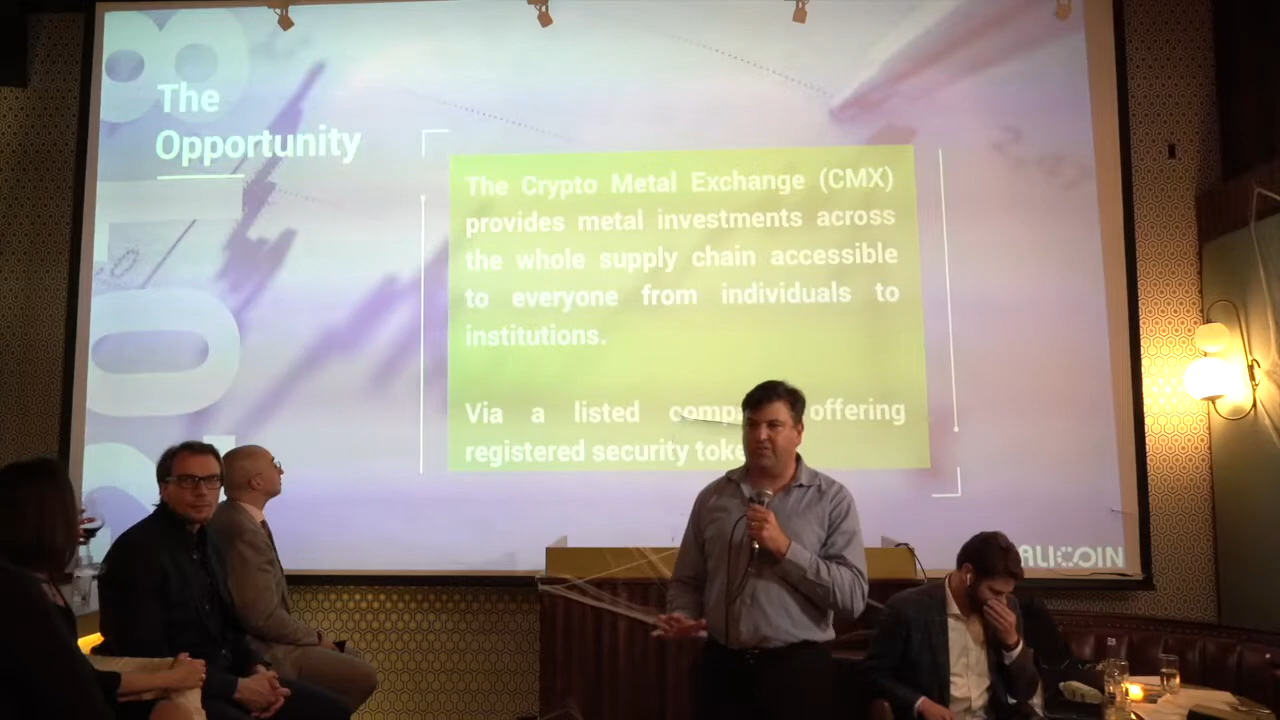 The
Opportunity
The Crypto Metal Exchange (CMX)
provides metal investments across
the whole supply chain accessible
to everyone from individuals to
institutions.
Via a listed offering
registered security
ALICOIN